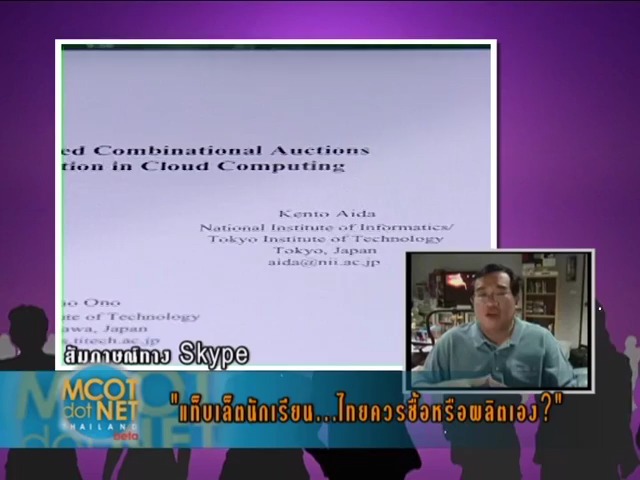 ed Combinational Auctions
tion in Cloud Computing
Kento Aida
National Institute of Informatics/
Tokyo Institute of Technology
Tokyo, Japan
aida@nii.ac.jp
Ono
ute of Technology
awa, Japan
titech.ac.jp
สัมภาษณ์ทาง Skype
MCOT
dot NET
THAILAND
beta
"แท็บเล็ตนักเรียน...ไทยควรซื้อหรือผลิตเอง?"